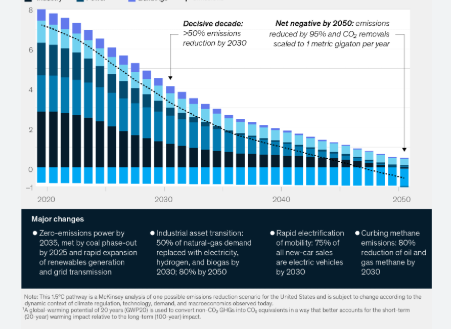 8
6
4
2
0
−1
Decisive decade:
>50% emissions
reduction by 2030
Net negative by 2050: emissions
reduced by 95% and CO₂ removals
scaled to 1 metric gigaton per year
2020 2030 2040 2050
Major changes
• Zero-emissions power by
2035, met by coal phase-out
by 2025 and rapid expansion
of renewables generation
and grid transmission
• Industrial asset transition:
50% of natural-gas demand
replaced with electricity,
hydrogen, and biogas by
2030; 80% by 2050
• Rapid electrification
of mobility: 75% of
all new-car sales
are electric vehicles
by 2030
• Curbing methane
emissions: 80%
reduction of oil and
gas methane by
2030
Note: This 1.5°C pathway is a McKinsey analysis of one possible emissions reduction scenario for the United States and is subject to change according to the
dynamic context of climate regulation, technology, demand, and macroeconomics observed today.
¹A global-warming potential of 20 years (GWP20) is used to convert non-CO₂ GHGs into CO₂ equivalents in a way that better accounts for the short-term
(20-year) warming impact relative to the long-term (100-year) impact.